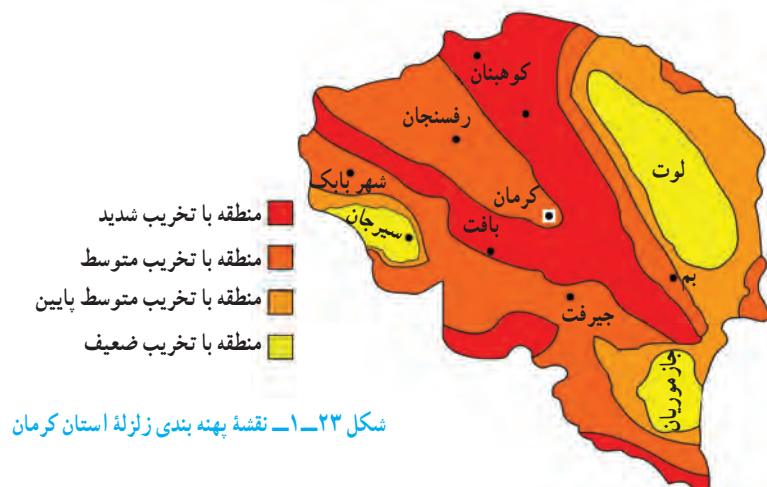 کوهبنان
رفسنجان
شهر بابک
کرمان
لوت
سیرجان
بافت
بم
جیرفت
جازموریان
منطقه با تخریب شدید
منطقه با تخریب متوسط
منطقه با تخریب متوسط پایین
منطقه با تخریب ضعیف
شکل ۲۳ــ۱ــ نقشهٔ پهنه بندی زلزلهٔ استان کرمان